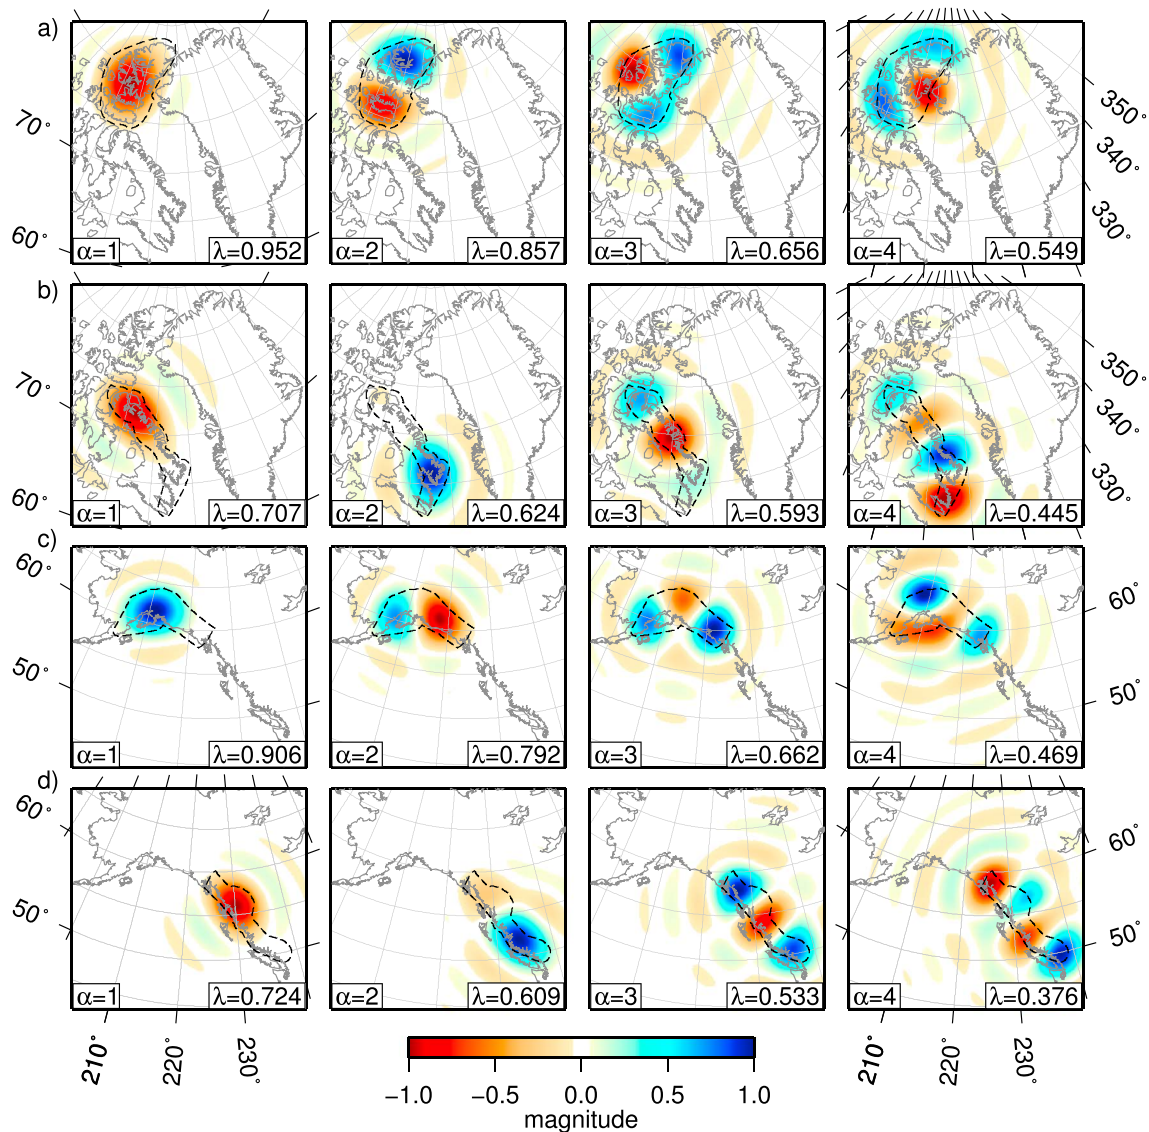 a)
70°
60°
α=1 λ=0.952
α=2 λ=0.857
α=3 λ=0.656
α=4 λ=0.549
350°
340°
330°
b)
70°
60°
α=1 λ=0.707
α=2 λ=0.624
α=3 λ=0.593
α=4 λ=0.445
350°
340°
330°
c)
60°
50°
α=1 λ=0.906
α=2 λ=0.792
α=3 λ=0.662
α=4 λ=0.469
60°
50°
d)
60°
50°
α=1 λ=0.724
α=2 λ=0.609
α=3 λ=0.533
α=4 λ=0.376
60°
50°
210° 220° 230°
210° 220° 230°
−1.0 −0.5 0.0 0.5 1.0
magnitude